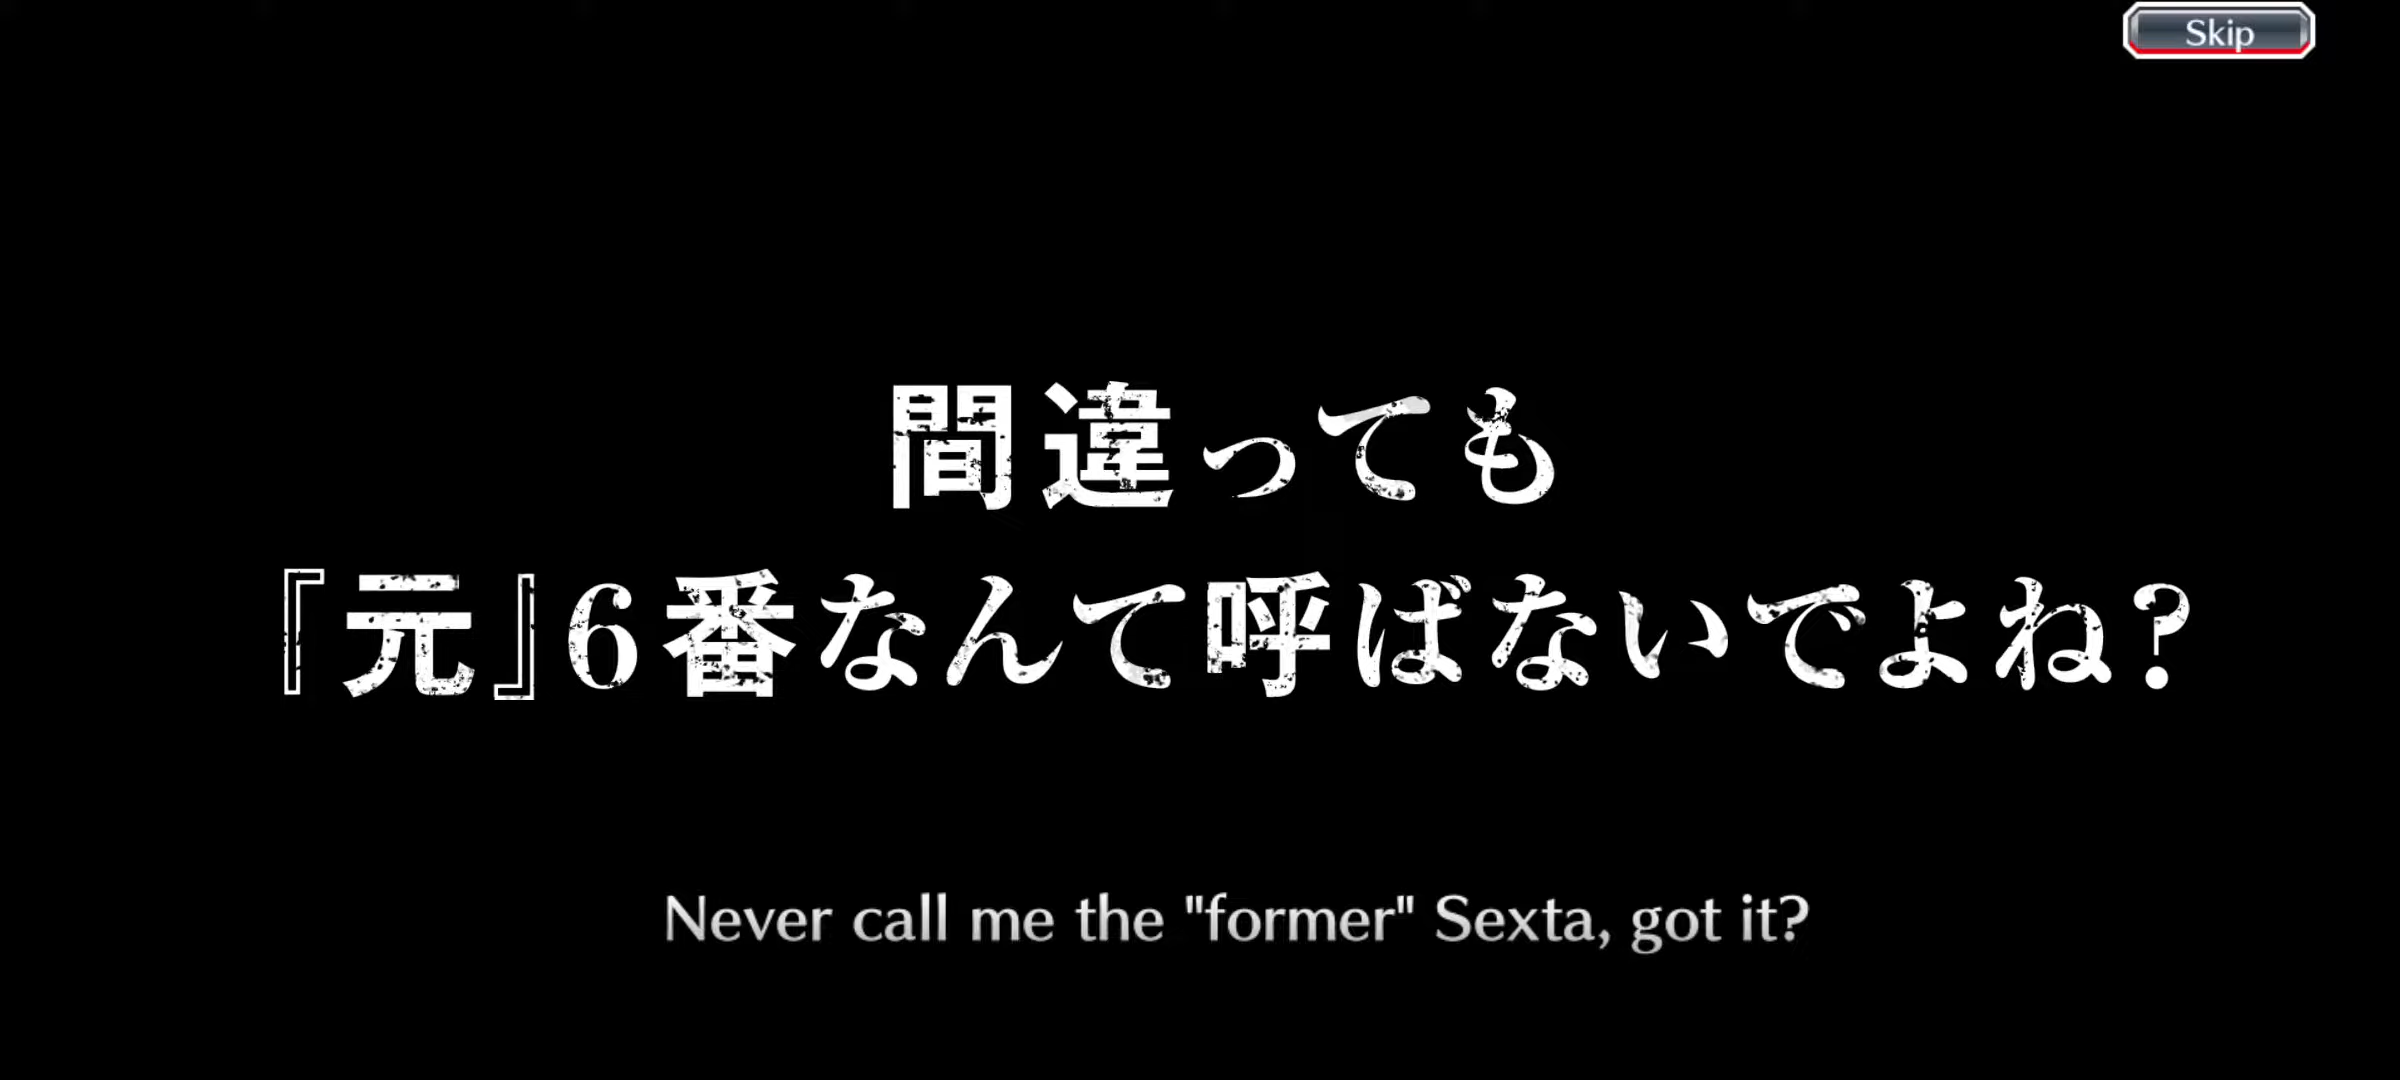 Skip
間違っても
『元』6番なんて呼ばないでよね?
Never call me the "former" Sexta, got it?